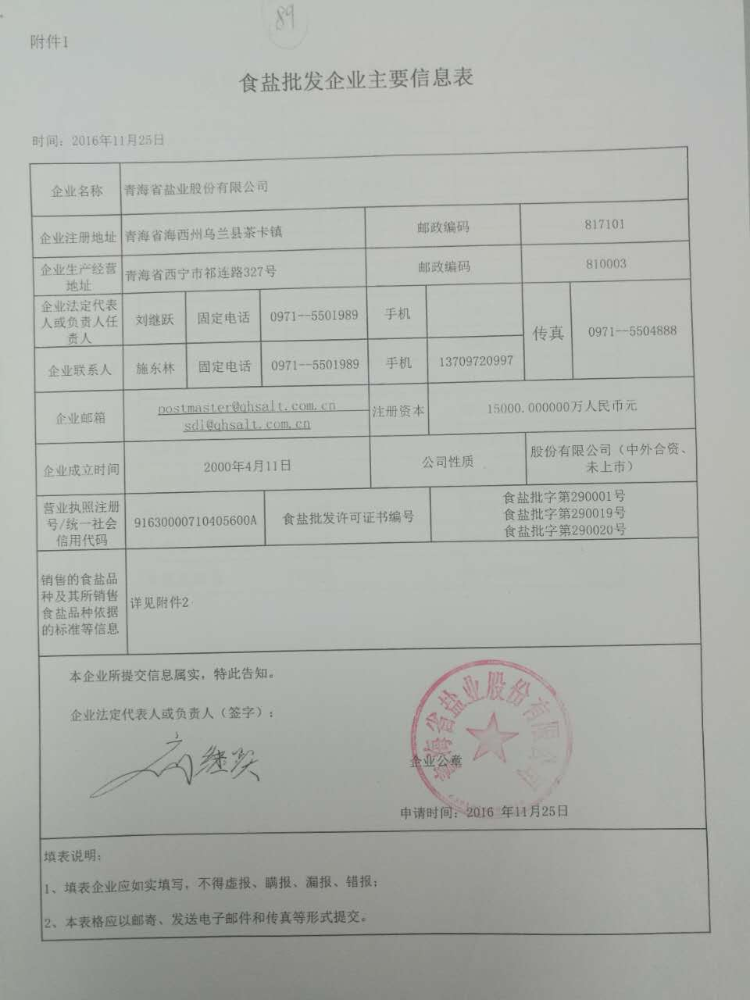 89
附件1
食盐批发企业主要信息表
时间：2016年11月25日
企业名称 青海省盐业股份有限公司
企业注册地址 青海省海西州乌兰县茶卡镇 邮政编码 817101
企业生产经营地址 青海省西宁市祁连路327号 邮政编码 810003
企业法定代表人或负责人任责人 刘继跃 固定电话 0971--5501989 手机 传真 0971--5504888
企业联系人 施东林 固定电话 0971--5501989 手机 13709720997
企业邮箱 postmaster@qhsalt.com.cn
sdl@qhsalt.com.cn
注册资本 15000.000000万人民币元
企业成立时间 2000年4月11日 公司性质 股份有限公司（中外合资、
未上市）
营业执照注册号/统一社会信用代码 91630000710405600A 食盐批发许可证书编号 食盐批字第290001号
食盐批字第290019号
食盐批字第290020号
销售的食盐品种及其所销售食盐品种依据的标准等信息 详见附件2
本企业所提交信息属实，特此告知。
企业法定代表人或负责人（签字）：
刘继跃
青海省盐业股份有限公司
企业公章
申请时间：2016 年11月25日
填表说明：
1、填表企业应如实填写，不得虚报、瞒报、漏报、错报；
2、本表格应以邮寄、发送电子邮件和传真等形式提交。